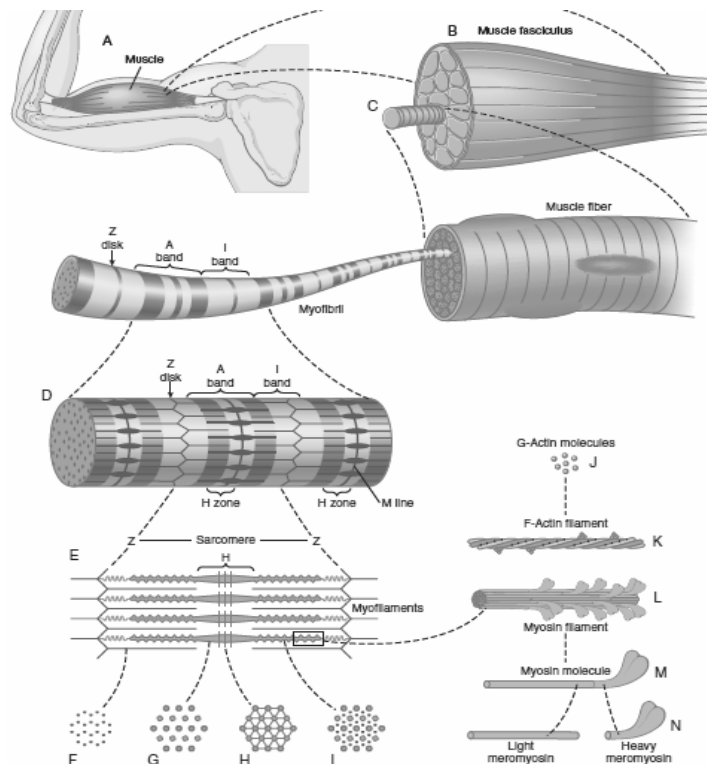 A
Muscle
B
Muscle fasciculus
C
Muscle fiber
Z
disk
A
band
I
band
Myofibril
D
Z
disk
A
band
I
band
H zone
H zone
M line
G-Actin molecules
J
F-Actin filament
K
L
Myosin filament
Myosin molecule
M
N
Light
meromyosin
Heavy
meromyosin
E
Z
Sarcomere
Z
H
Myofilaments
F
G
H
I